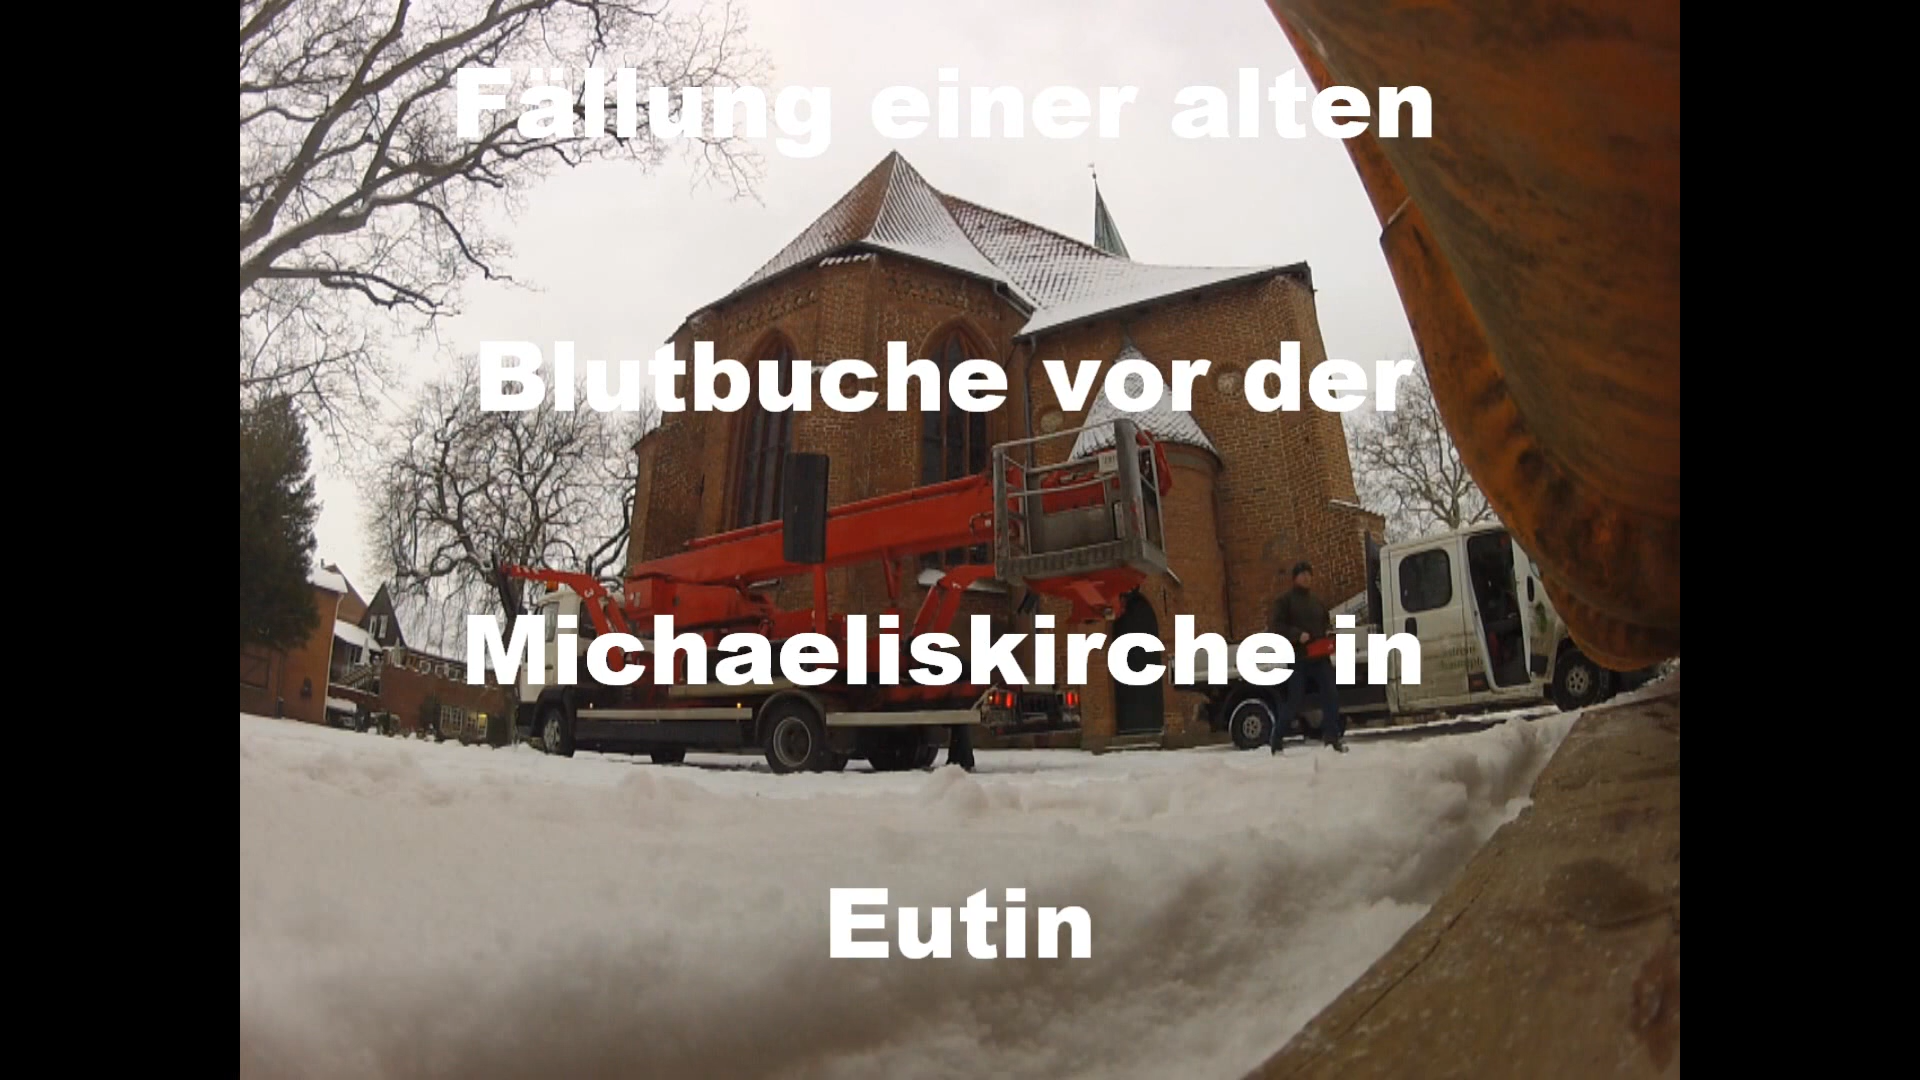 Fällung einer alten
Blutbuche vor der
Michaeliskirche in
Eutin